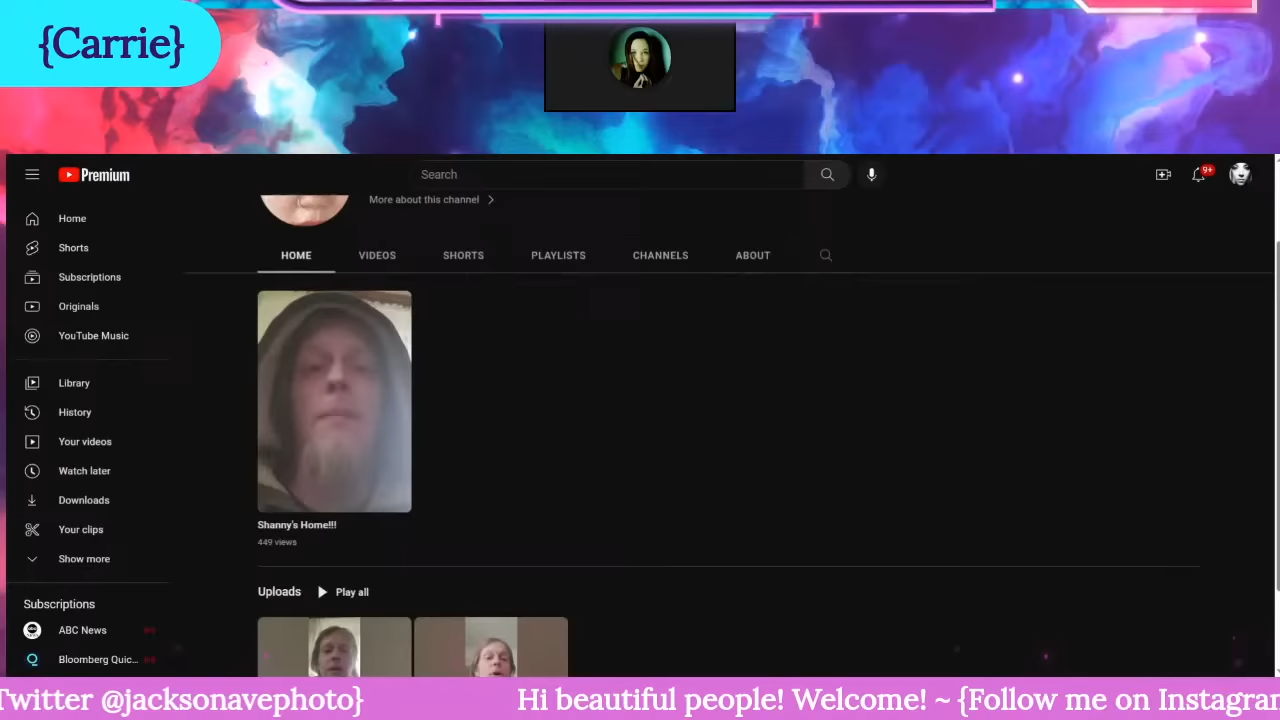 {Carrie}
Premium
Search
9+
Home
Shorts
Subscriptions
Originals
YouTube Music
Library
History
Your videos
Watch later
Downloads
Your clips
Show more
Subscriptions
ABC News
Bloomberg Quic...
More about this channel
HOME VIDEOS SHORTS PLAYLISTS CHANNELS ABOUT
Shanny's Home!!!
449 views
Uploads Play all
Twitter @jacksonavephoto} Hi beautiful people! Welcome! ~ {Follow me on Instagram